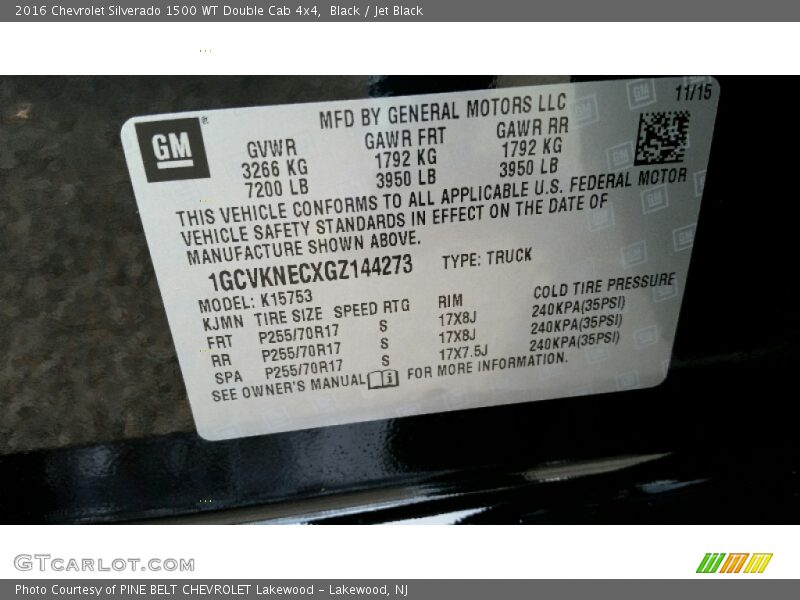 2016 Chevrolet Silverado 1500 WT Double Cab 4x4,  Black / Jet Black
GM
MFD BY GENERAL MOTORS LLC
11/15
GVWR GAWR FRT GAWR RR
3266 KG 1792 KG 1792 KG
7200 LB 3950 LB 3950 LB
THIS VEHICLE CONFORMS TO ALL APPLICABLE U.S. FEDERAL MOTOR
VEHICLE SAFETY STANDARDS IN EFFECT ON THE DATE OF
MANUFACTURE SHOWN ABOVE.
1GCVKNECXGZ144273 TYPE: TRUCK
MODEL: K15753
KJMN TIRE SIZE SPEED RTG RIM COLD TIRE PRESSURE
FRT P255/70R17 S 17X8J 240KPA(35PSI)
RR P255/70R17 S 17X8J 240KPA(35PSI)
SPA P255/70R17 S 17X7.5J 240KPA(35PSI)
SEE OWNER'S MANUAL FOR MORE INFORMATION.
GTCARLOT.COM
Photo Courtesy of PINE BELT CHEVROLET Lakewood - Lakewood, NJ